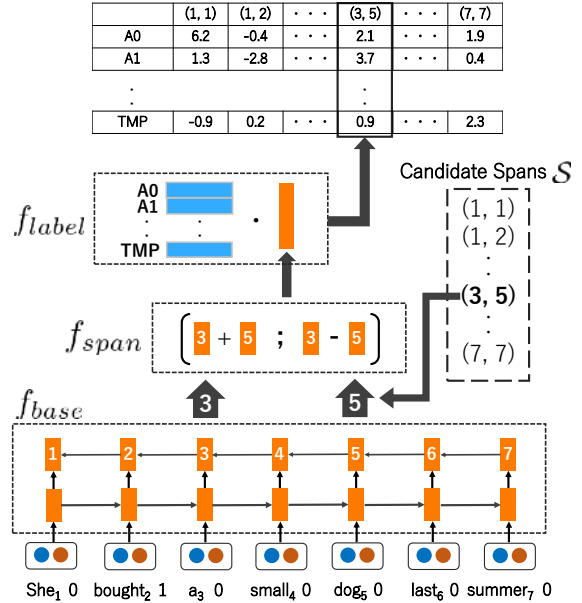 (1, 1) (1, 2) · · · (3, 5) · · · (7, 7)
A0 6.2 -0.4 · · · 2.1 · · · 1.9
A1 1.3 -2.8 · · · 3.7 · · · 0.4
: :
TMP -0.9 0.2 · · · 0.9 · · · 2.3
Candidate Spans S
f_label
A0
A1
: :
TMP
·
(1, 1)
(1, 2)
:
(3, 5)
:
(7, 7)
f_span
( 3 + 5 ; 3 - 5 )
3 5
f_base
1 2 3 4 5 6 7
She₁ 0 bought₂ 1 a₃ 0 small₄ 0 dog₅ 0 last₆ 0 summer₇ 0